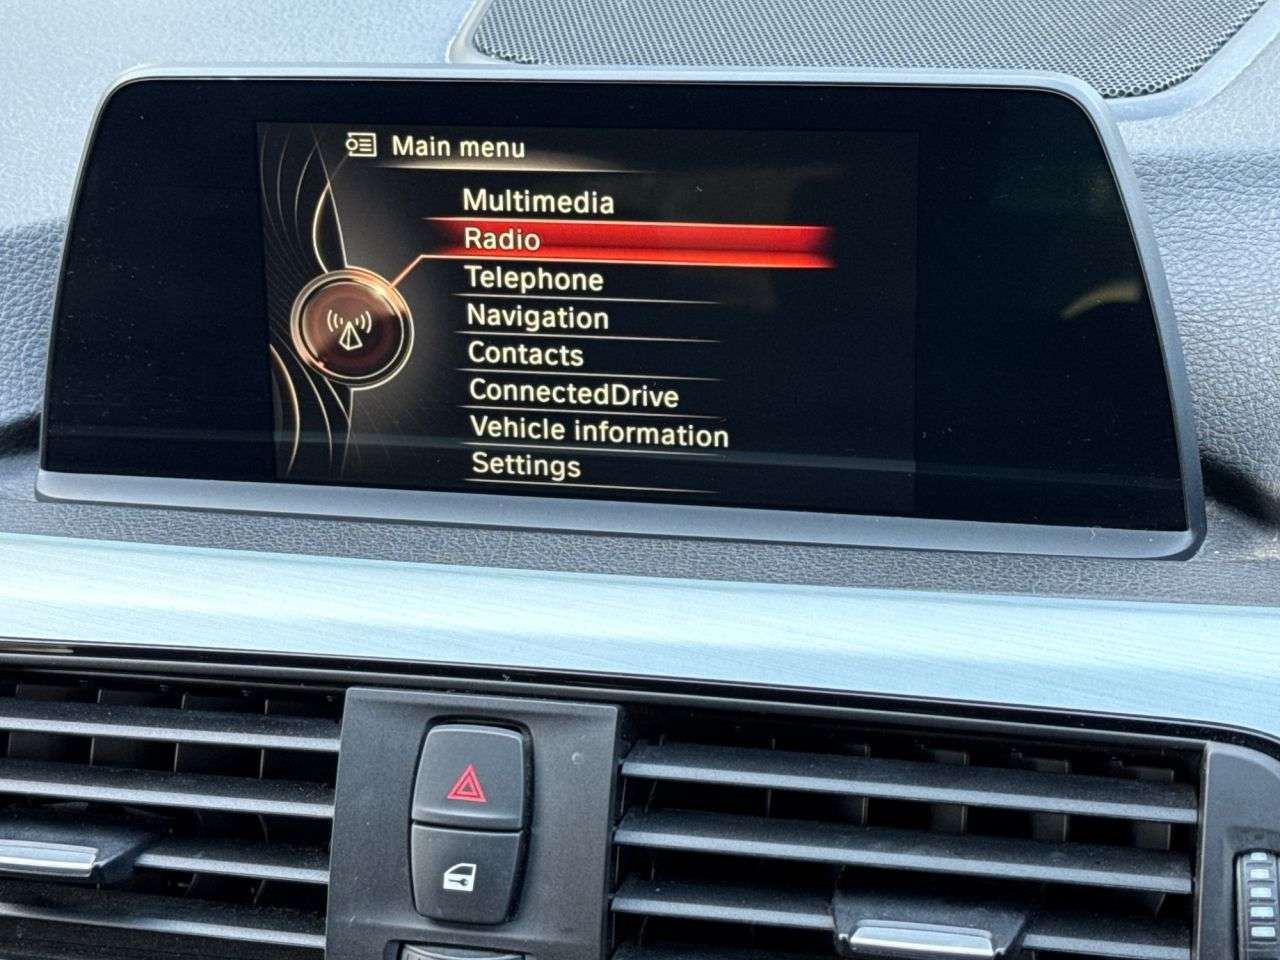 Main menu
Multimedia
Radio
Telephone
Navigation
Contacts
ConnectedDrive
Vehicle information
Settings